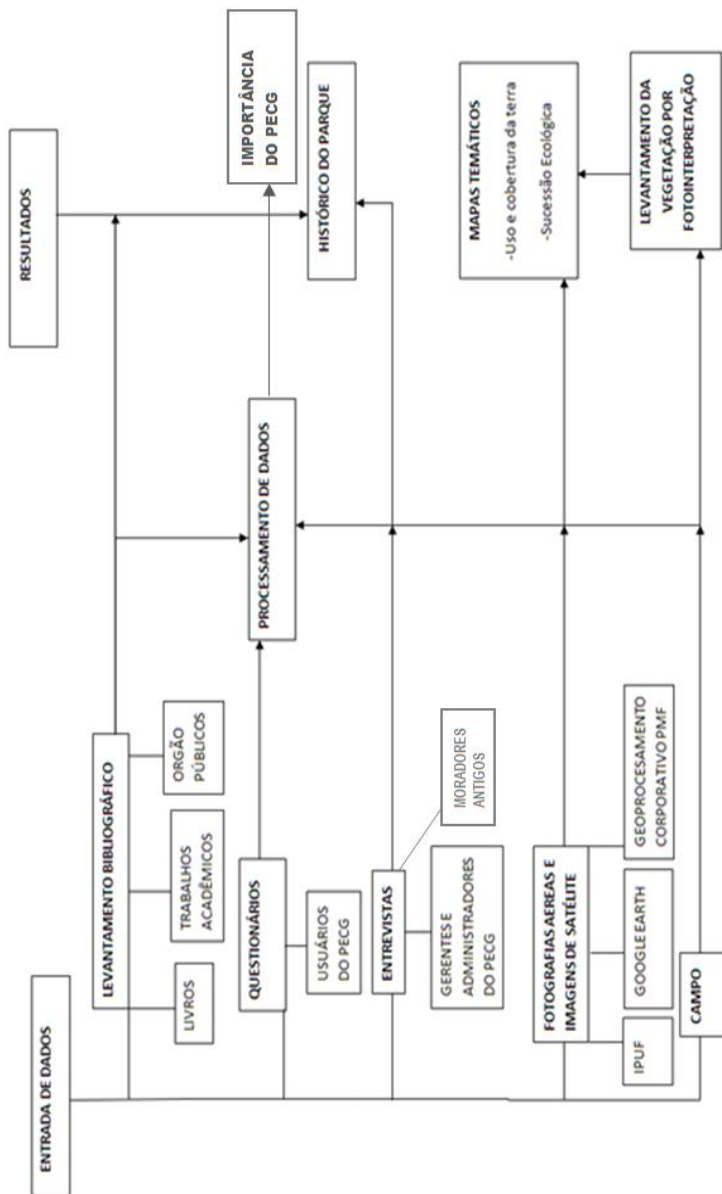 ENTRADA DE DADOS
RESULTADOS
LEVANTAMENTO BIBLIOGRÁFICO
LIVROS
TRABALHOS
ACADÊMICOS
ORGÃO
PÚBLICOS
QUESTIONÁRIOS
USUÁRIOS
DO PECG
PROCESSAMENTO DE DADOS
IMPORTÂNCIA
DO PECG
HISTÓRICO DO PARQUE
ENTREVISTAS
GERENTES E
ADMINISTRADORES
DO PECG
MORADORES
ANTIGOS
FOTOGRAFIAS AEREAS E
IMAGENS DE SATÉLITE
IPUF
GOOGLE EARTH
GEOPROCESAMENTO
CORPORATIVO PMF
MAPAS TEMÁTICOS
-Uso e cobertura da terra
-Sucessão Ecológica
CAMPO
LEVANTAMENTO DA
VEGETAÇÃO POR
FOTOINTERPRETAÇÃO